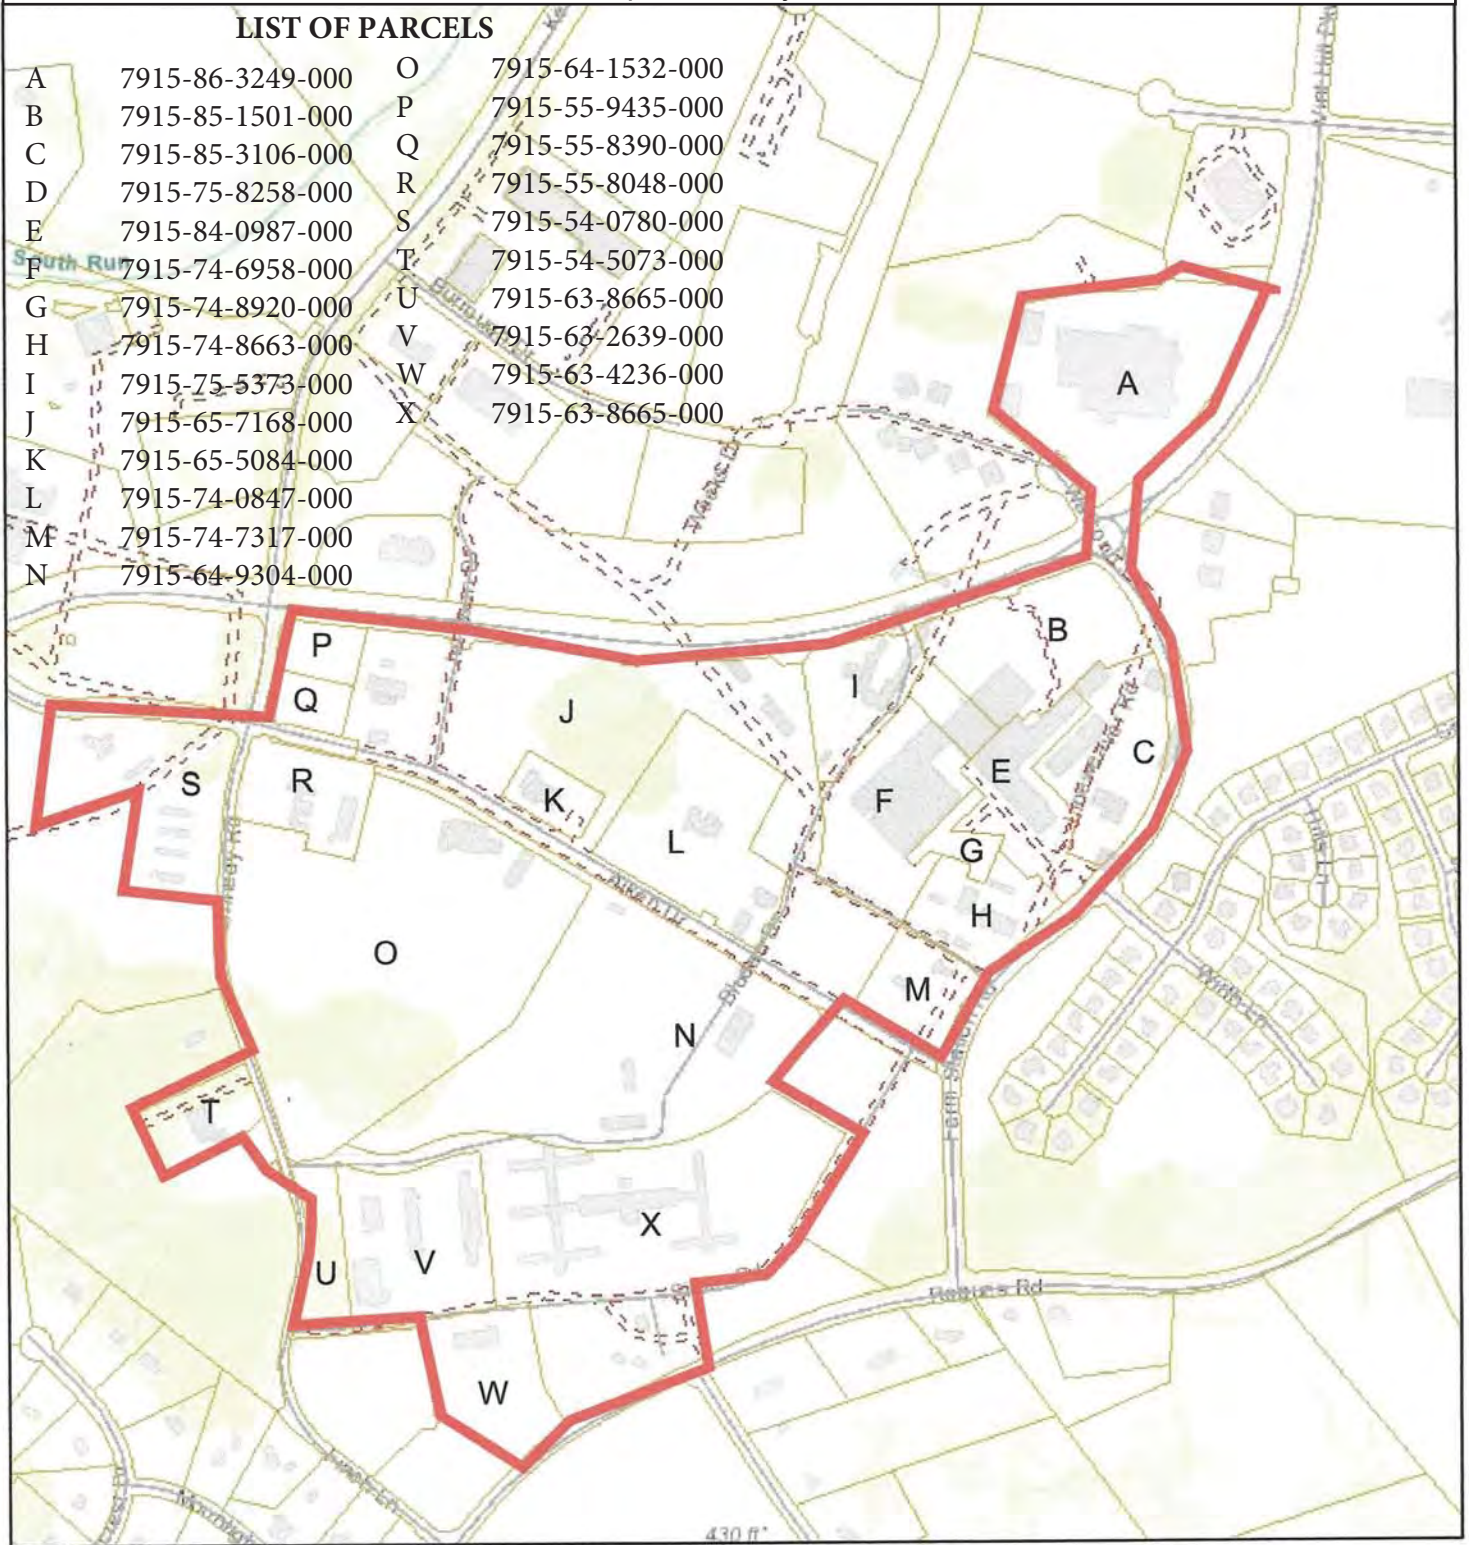 LIST OF PARCELS
A 7915-86-3249-000
B 7915-85-1501-000
C 7915-85-3106-000
D 7915-75-8258-000
E 7915-84-0987-000
F 7915-74-6958-000
G 7915-74-8920-000
H 7915-74-8663-000
I 7915-75-5373-000
J 7915-65-7168-000
K 7915-65-5084-000
L 7915-74-0847-000
M 7915-74-7317-000
N 7915-64-9304-000
O 7915-64-1532-000
P 7915-55-9435-000
Q 7915-55-8390-000
R 7915-55-8048-000
S 7915-54-0780-000
T 7915-54-5073-000
U 7915-63-8665-000
V 7915-63-2639-000
W 7915-63-4236-000
X 7915-63-8665-000
South Run
A
B
P
I
Q
J
C
E
S
R
K
F
L
G
Aiken Dr
H
O
M
N
Wirth Ln
T
X
V
U
Rogues Rd
W
430 ft